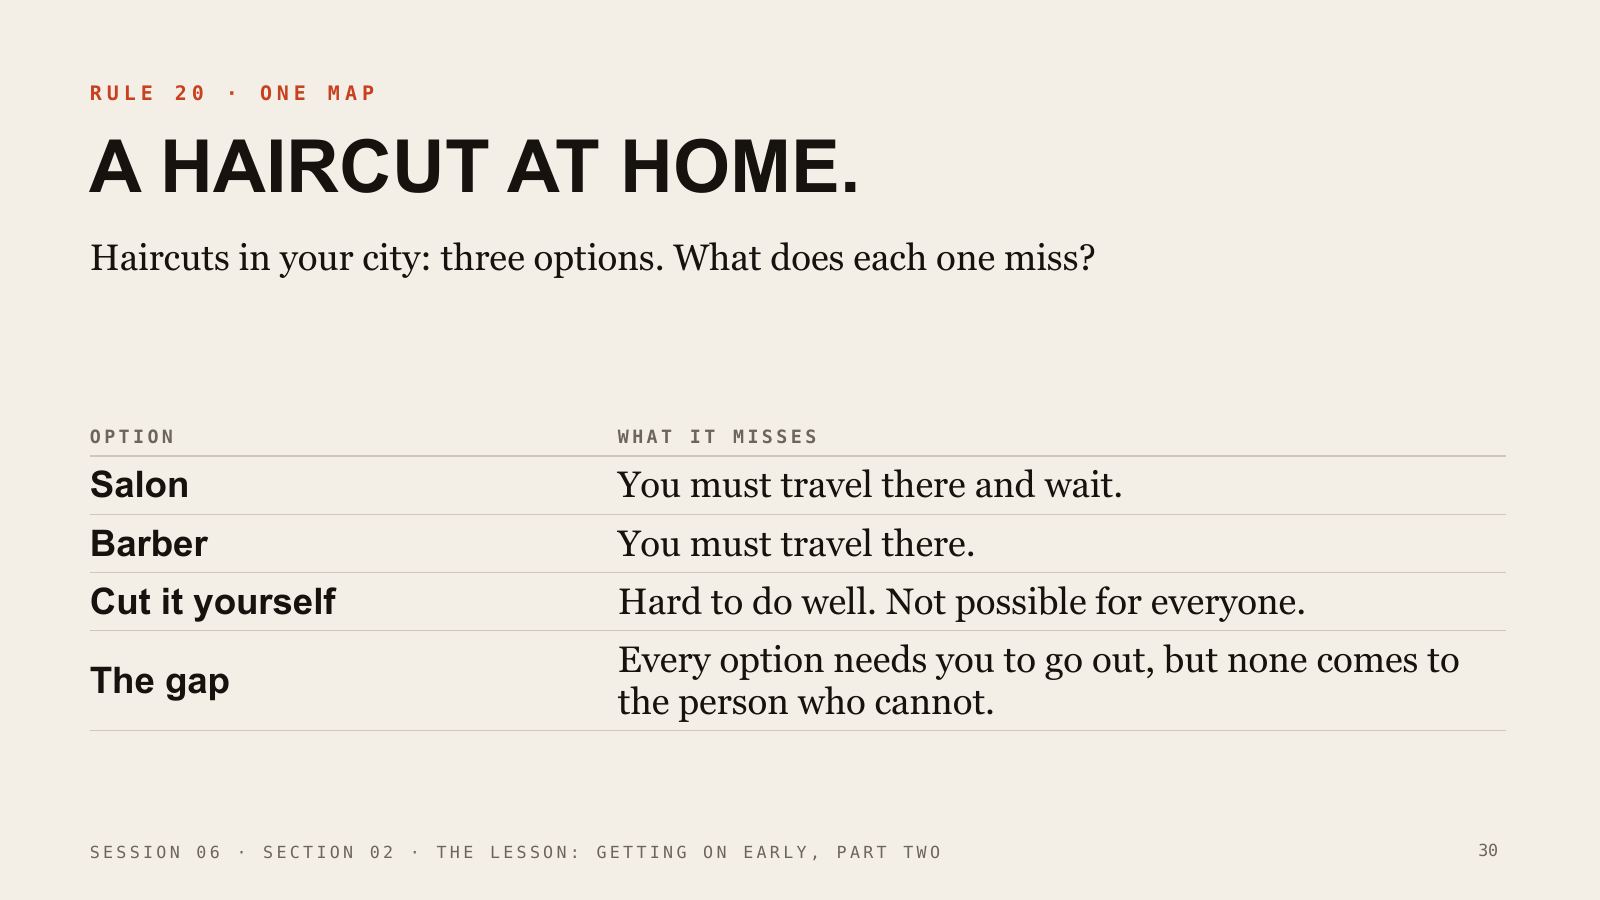 RULE 20 · ONE MAP
A HAIRCUT AT HOME.
Haircuts in your city: three options. What does each one miss?
OPTION WHAT IT MISSES
Salon You must travel there and wait.
Barber You must travel there.
Cut it yourself Hard to do well. Not possible for everyone.
The gap Every option needs you to go out, but none comes to
the person who cannot.
SESSION 06 · SECTION 02 · THE LESSON: GETTING ON EARLY, PART TWO 30